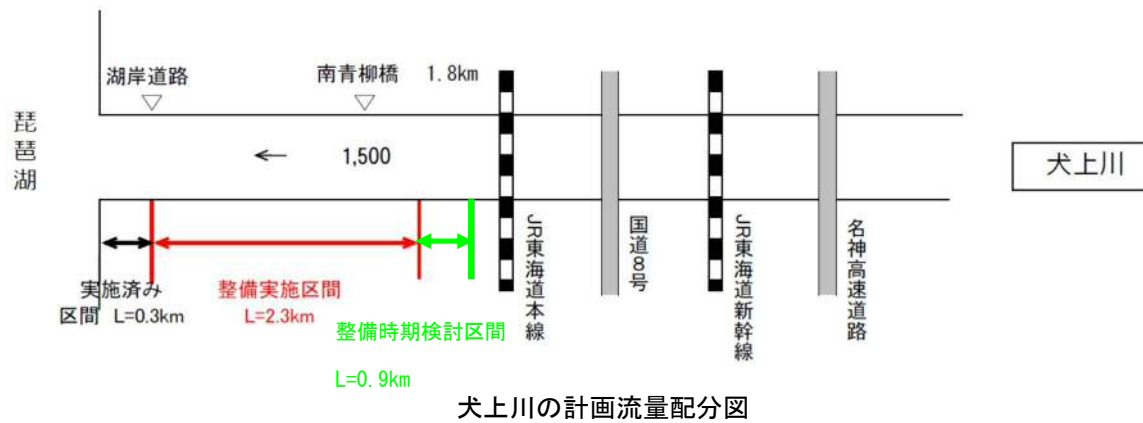 湖岸道路
南青柳橋 1.8km
琵琶湖
← 1,500
犬上川
実施済み
区間 L=0.3km
整備実施区間
L=2.3km
整備時期検討区間
L=0.9km
JR東海道本線
国道8号
JR東海道新幹線
名神高速道路
犬上川の計画流量配分図